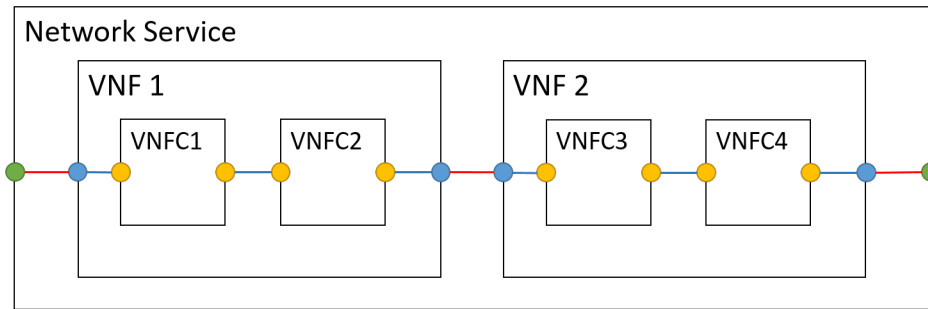 Network Service
VNF 1
VNF 2
VNFC1
VNFC2
VNFC3
VNFC4